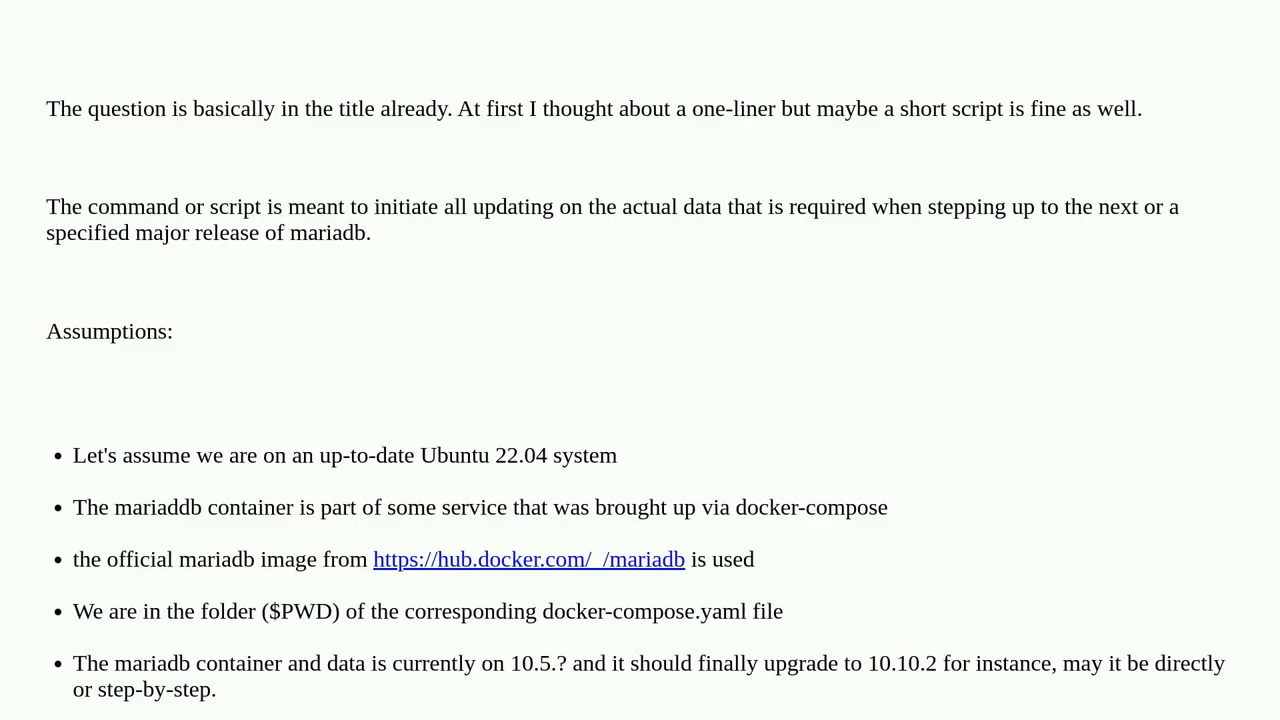 The question is basically in the title already. At first I thought about a one-liner but maybe a short script is fine as well.
The command or script is meant to initiate all updating on the actual data that is required when stepping up to the next or a
specified major release of mariadb.
Assumptions:
• Let's assume we are on an up-to-date Ubuntu 22.04 system
• The mariaddb container is part of some service that was brought up via docker-compose
• the official mariadb image from https://hub.docker.com/_/mariadb is used
• We are in the folder ($PWD) of the corresponding docker-compose.yaml file
• The mariadb container and data is currently on 10.5.? and it should finally upgrade to 10.10.2 for instance, may it be directly
or step-by-step.